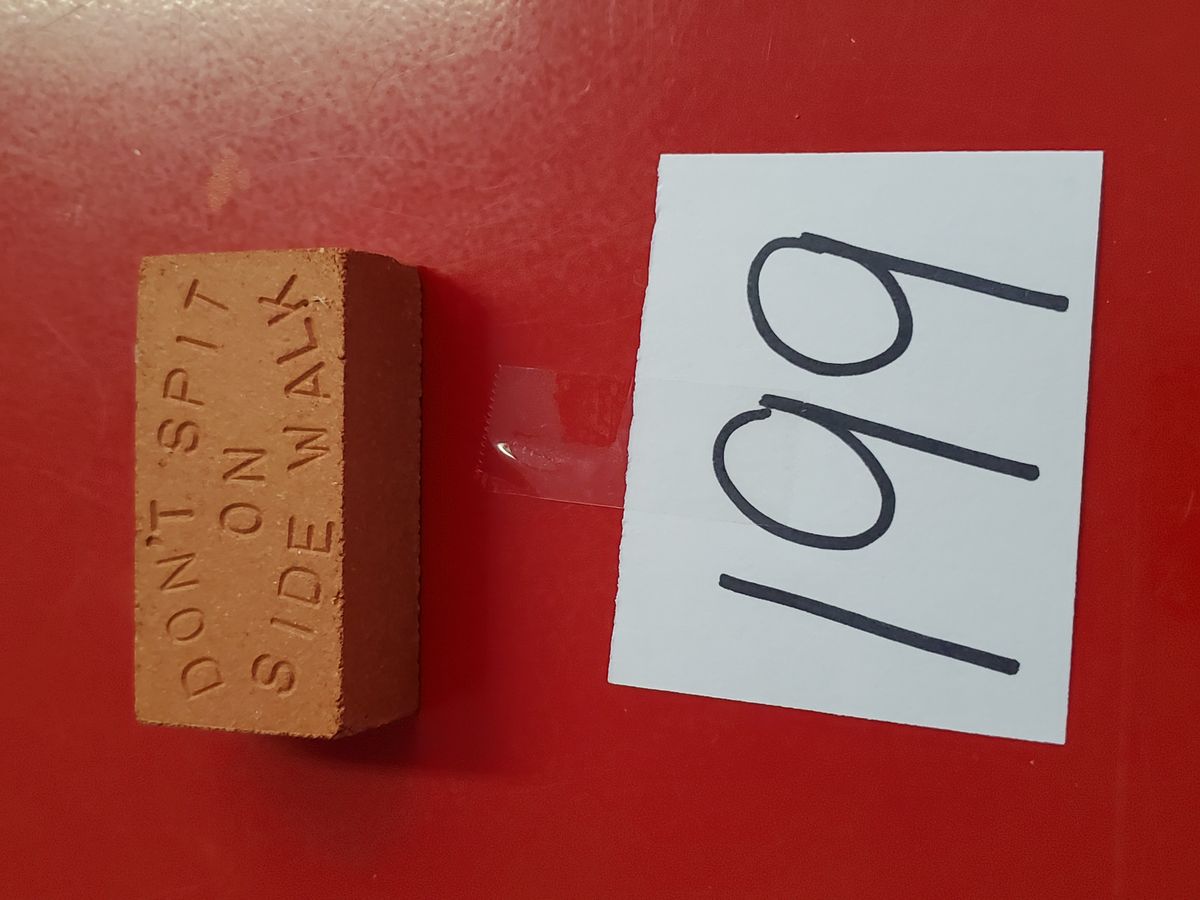 DON'T SPIT
ON
SIDE WALK
199